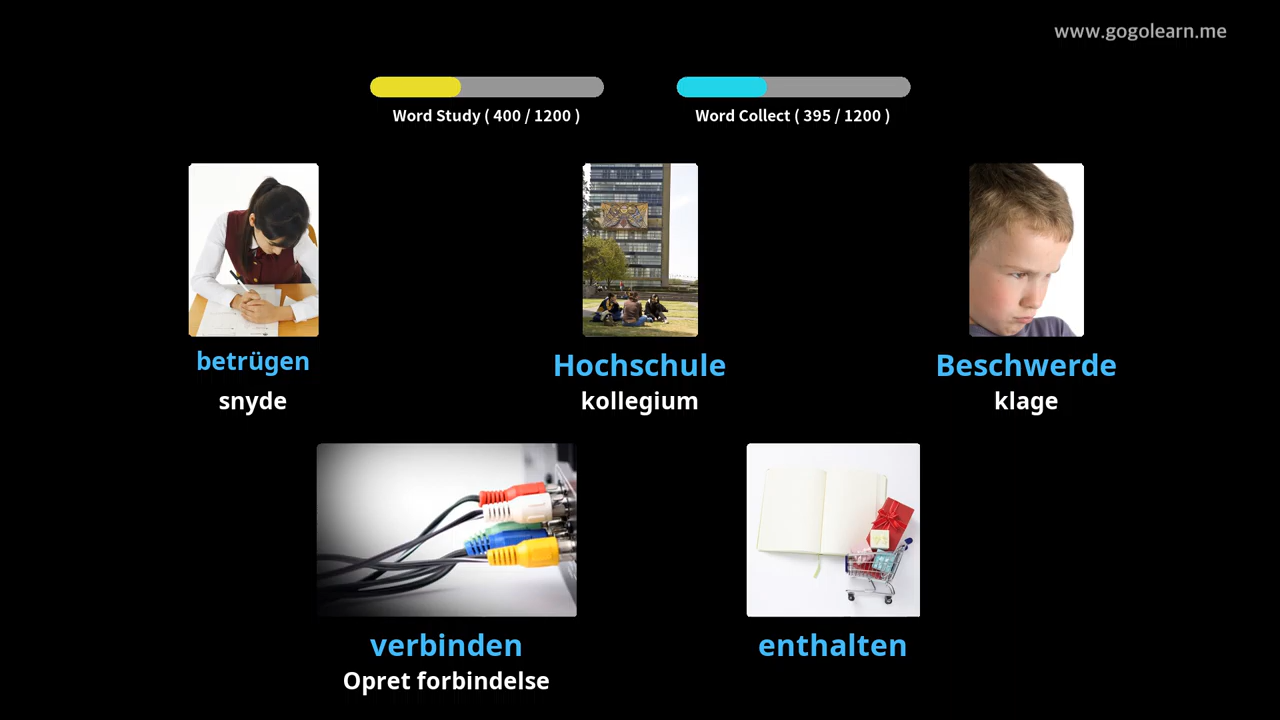 www.gogolearn.me
Word Study ( 400 / 1200 )
Word Collect ( 395 / 1200 )
betrügen
snyde
Hochschule
kollegium
Beschwerde
klage
verbinden
Opret forbindelse
enthalten